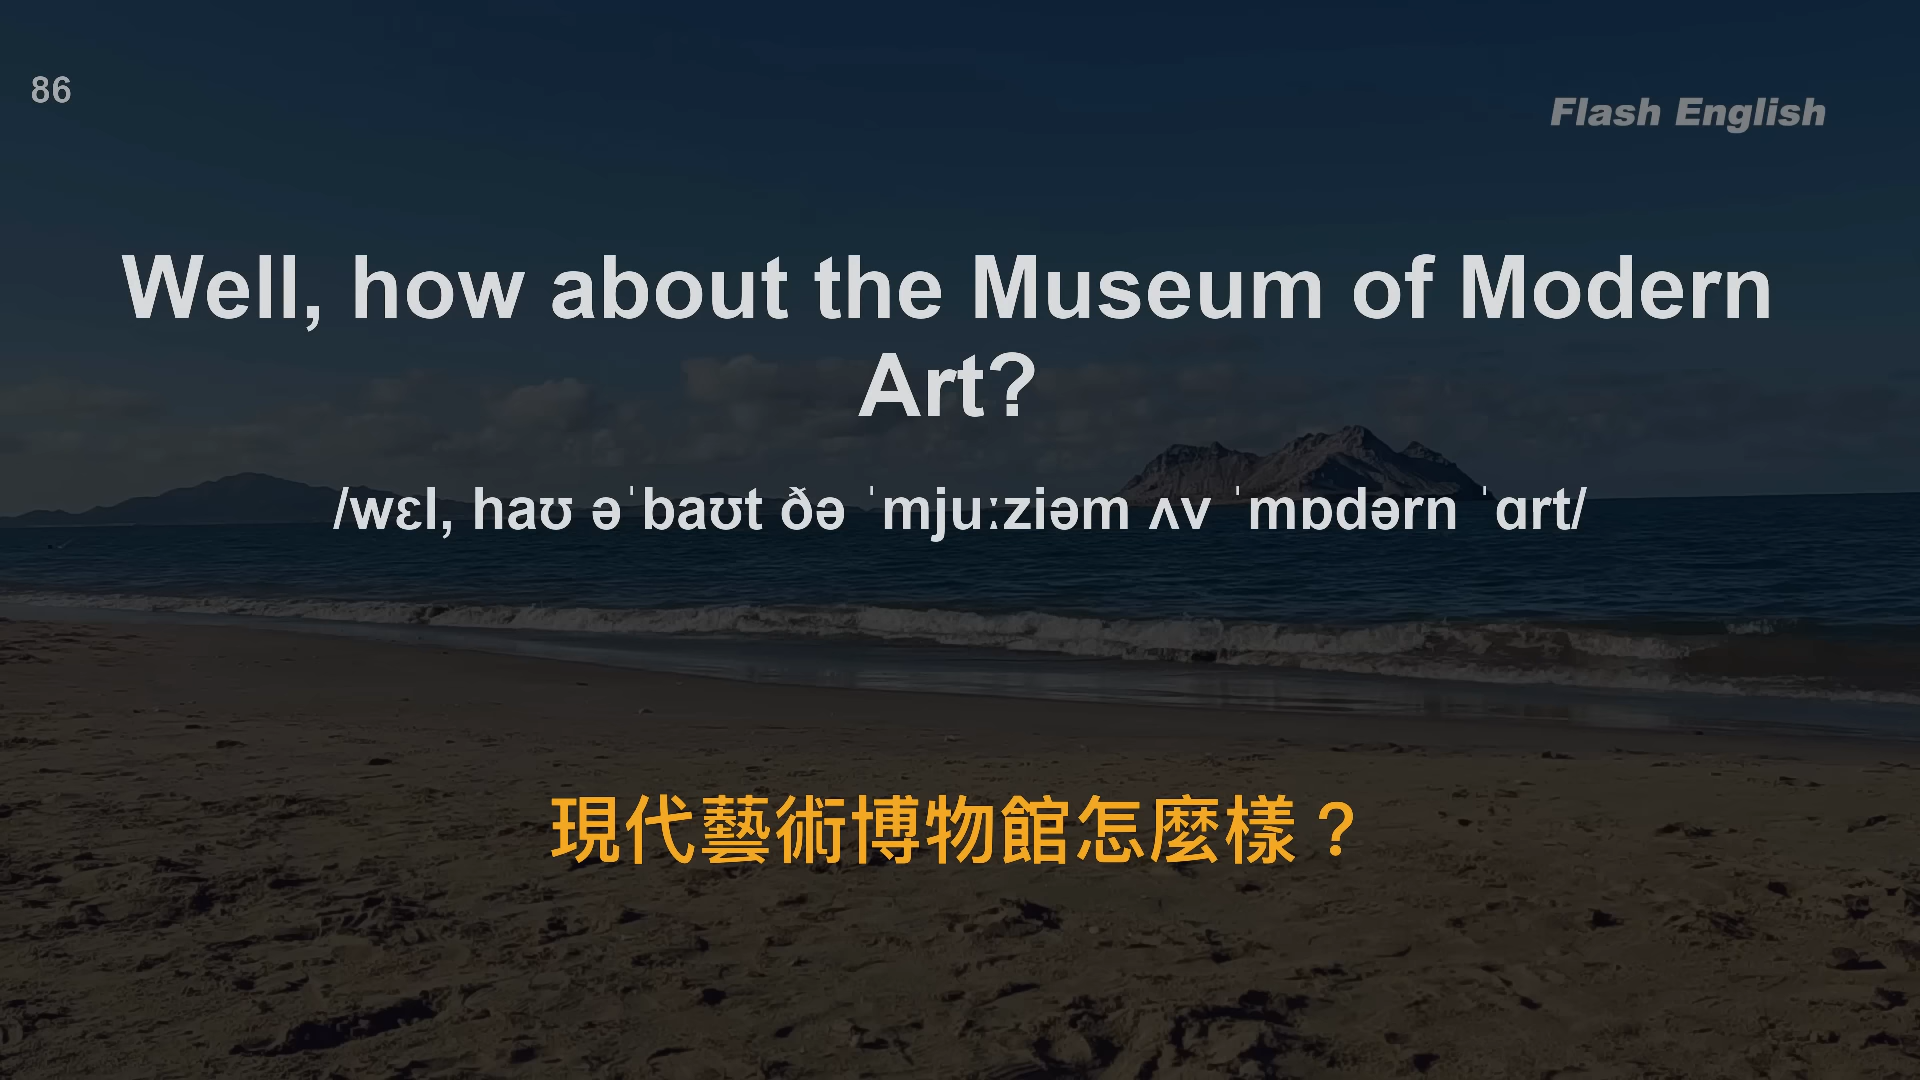 86
Flash English
Well, how about the Museum of Modern
Art?
/wɛl, haʊ əˈbaʊt ðə ˈmjuːziəm ʌv ˈmɒdərn ˈɑrt/
現代藝術博物館怎麼樣？